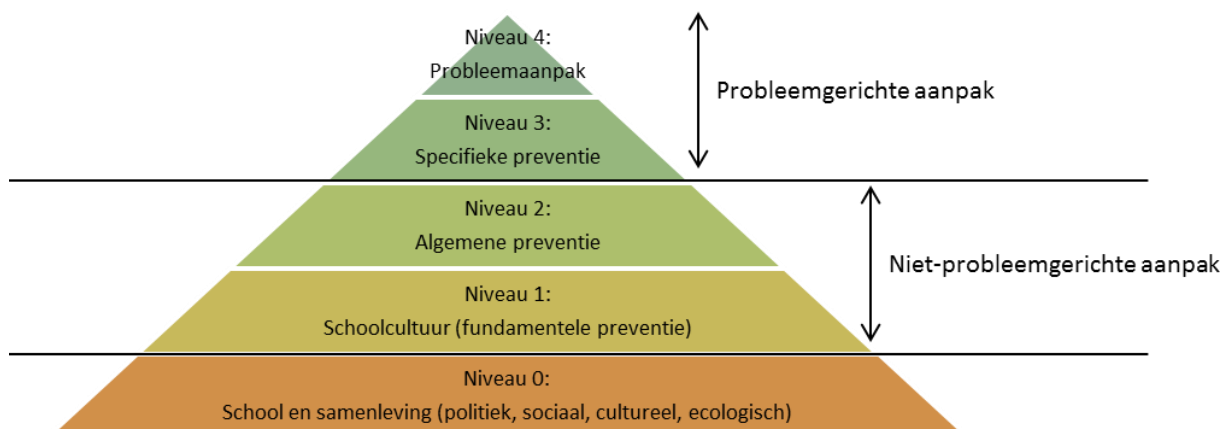 Niveau 4:
Probleemaanpak
Probleemgerichte aanpak
Niveau 3:
Specifieke preventie
Niveau 2:
Algemene preventie
Niet-probleemgerichte aanpak
Niveau 1:
Schoolcultuur (fundamentele preventie)
Niveau 0:
School en samenleving (politiek, sociaal, cultureel, ecologisch)